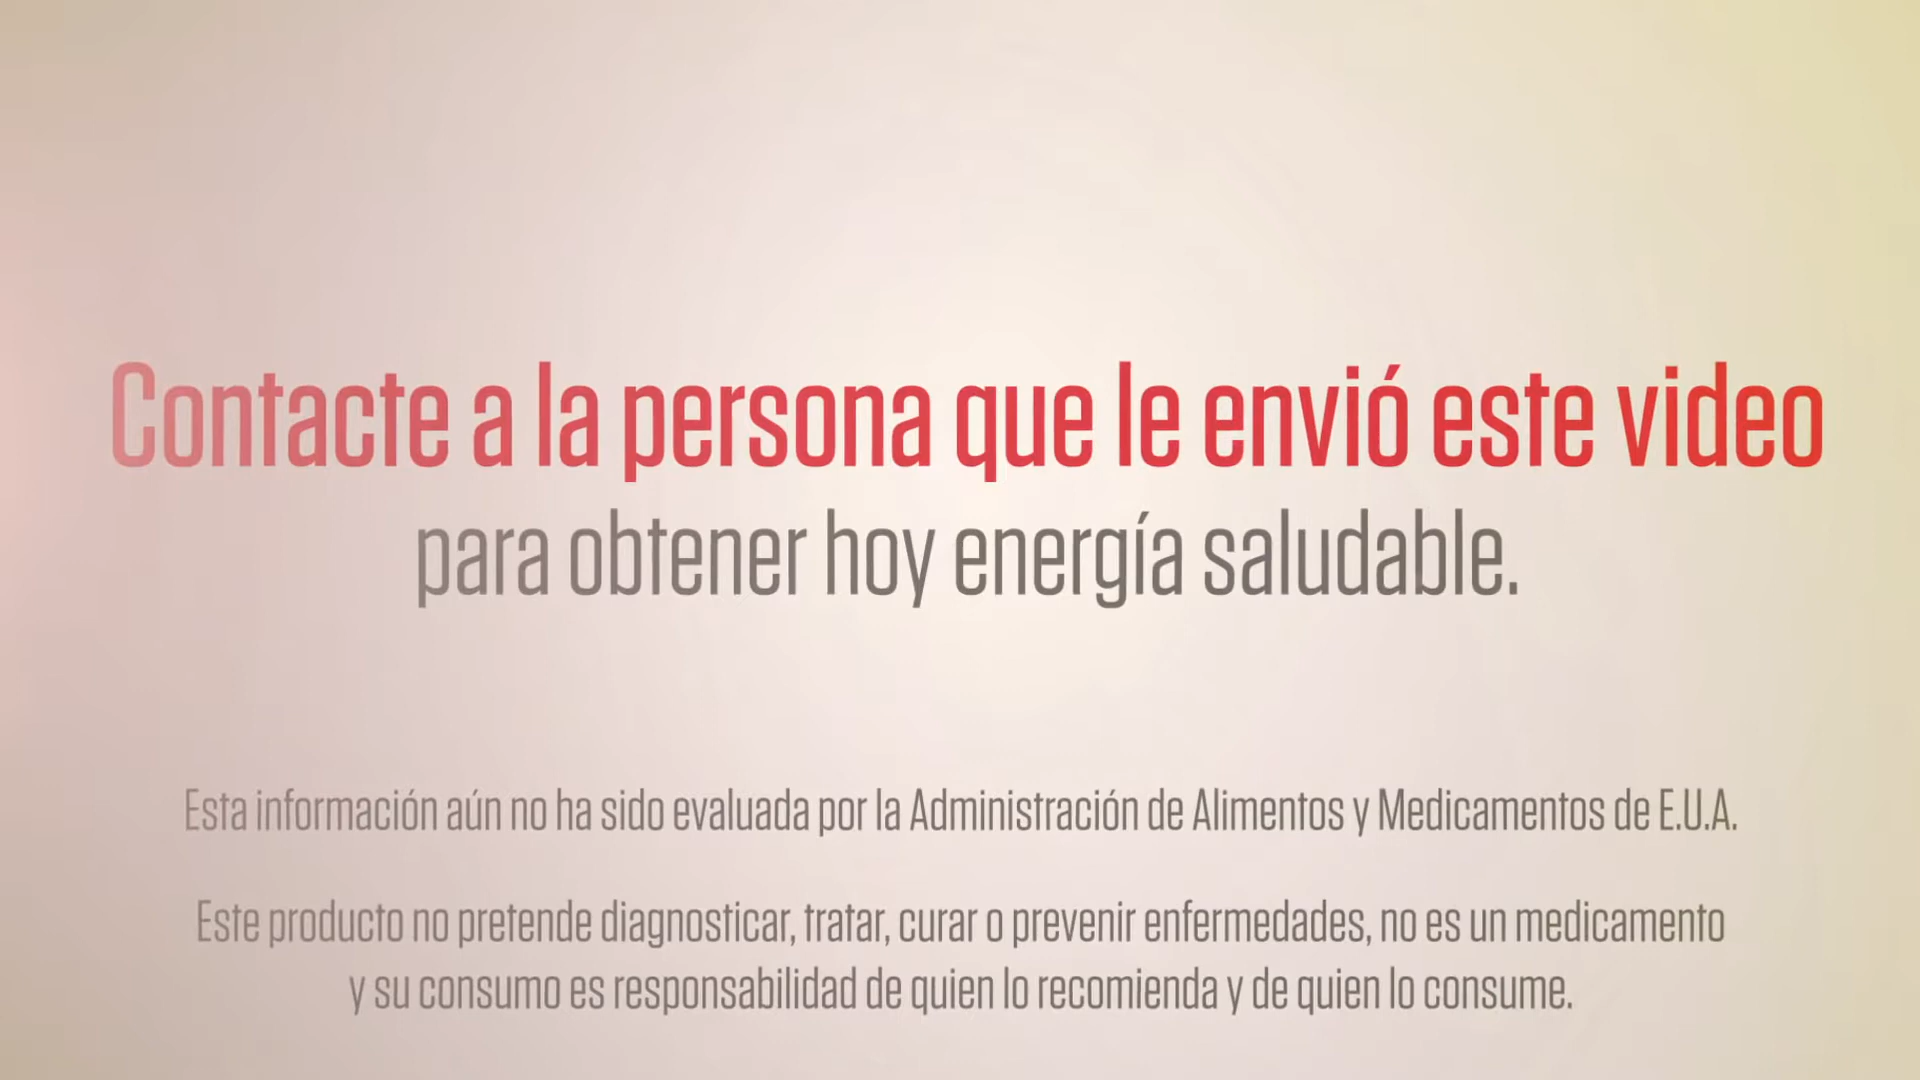 Contacte a la persona que le envió este video
para obtener hoy energía saludable.
Esta información aún no ha sido evaluada por la Administración de Alimentos y Medicamentos de E.U.A.
Este producto no pretende diagnosticar, tratar, curar o prevenir enfermedades, no es un medicamento
y su consumo es responsabilidad de quien lo recomienda y de quien lo consume.